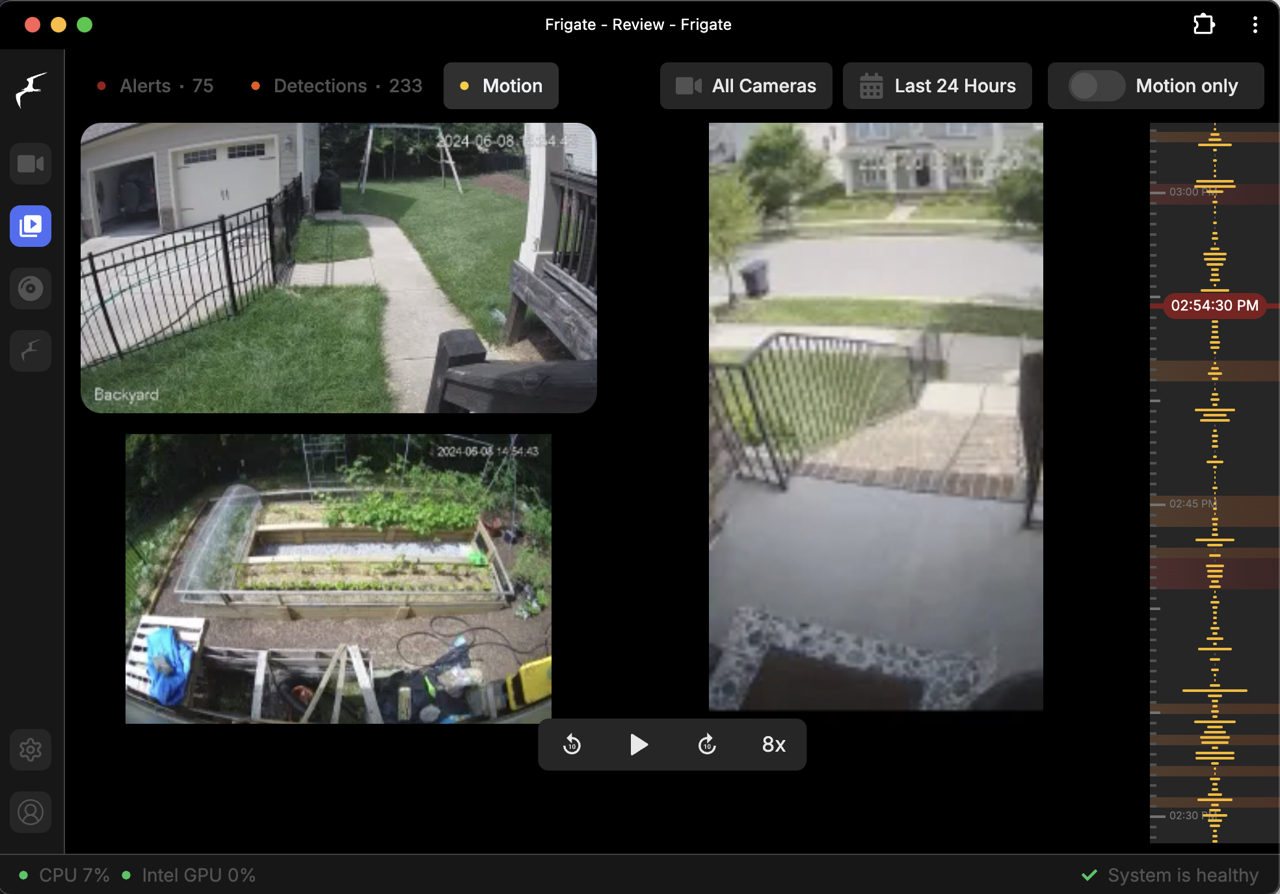 Frigate - Review - Frigate
Alerts · 75
Detections · 233
Motion
All Cameras
Last 24 Hours
Motion only
2024-06-08
Backyard
2024-06-08 14:54:43
03:00 PM
02:54:30 PM
02:45 PM
02:30 PM
10
10
8x
CPU 7%
Intel GPU 0%
System is healthy